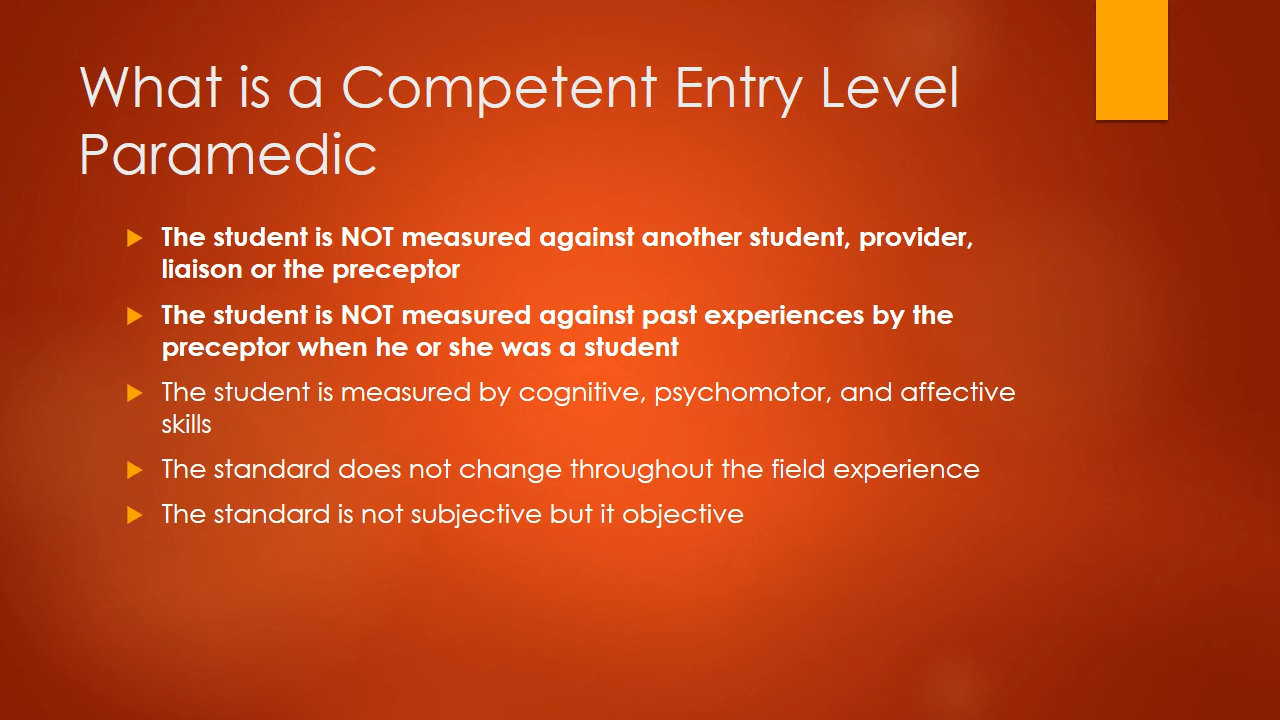 What is a Competent Entry Level
Paramedic
The student is NOT measured against another student, provider,
liaison or the preceptor
The student is NOT measured against past experiences by the
preceptor when he or she was a student
The student is measured by cognitive, psychomotor, and affective
skills
The standard does not change throughout the field experience
The standard is not subjective but it objective